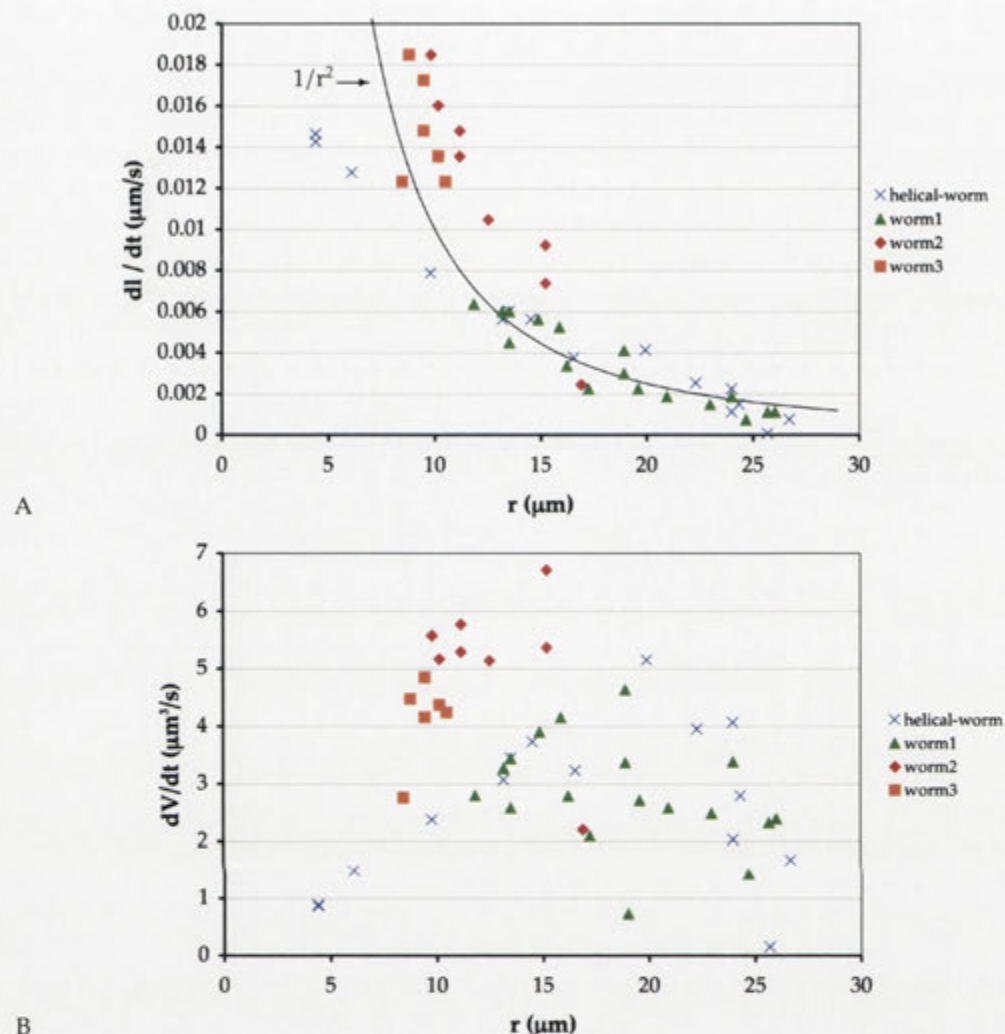 0.02
0.018
0.016
0.014
0.012
0.01
0.008
0.006
0.004
0.002
0
dl / dt (µm/s)
1/r²
0 5 10 15 20 25 30
r (µm)
helical-worm
worm1
worm2
worm3
A
7
6
5
4
3
2
1
0
dV/dt (µm³/s)
0 5 10 15 20 25 30
r (µm)
helical-worm
worm1
worm2
worm3
B